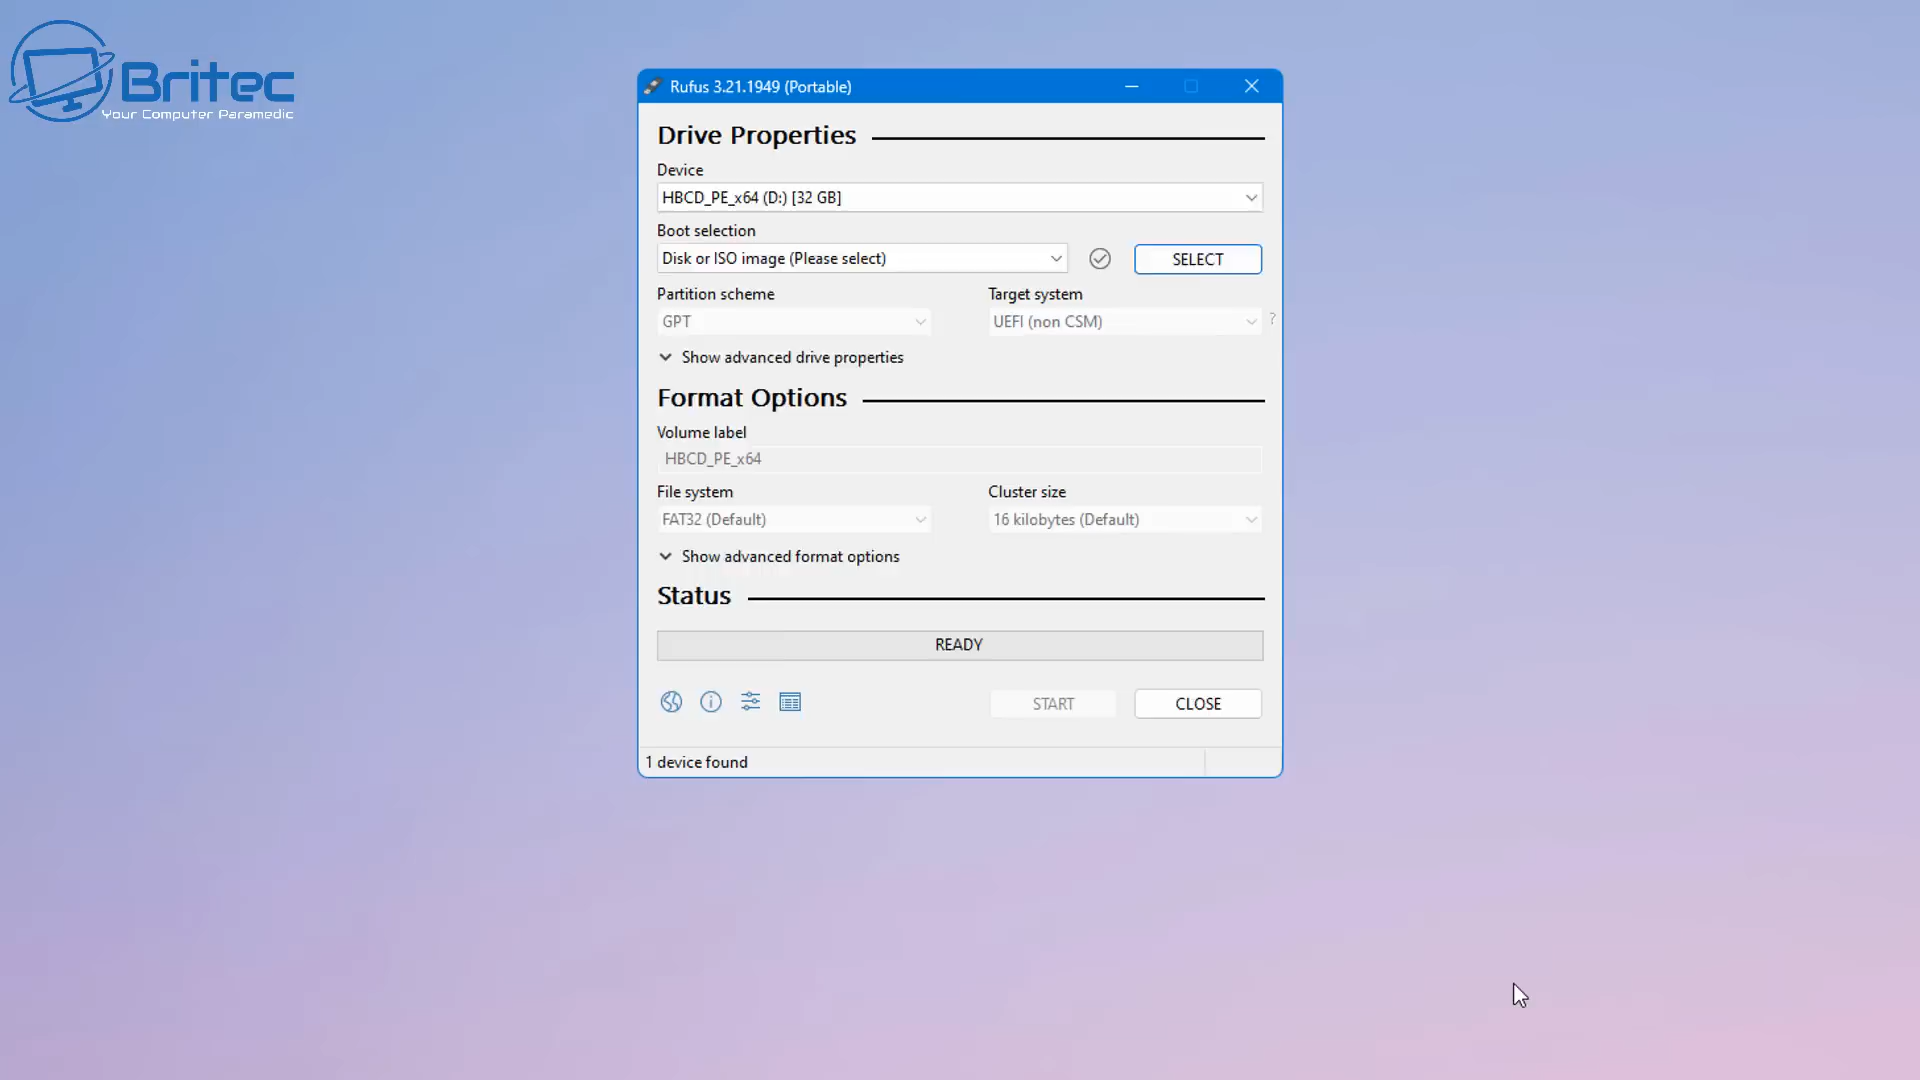 Britec
Your Computer Paramedic
Rufus 3.21.1949 (Portable)
Drive Properties
Device
HBCD_PE_x64 (D:) [32 GB]
Boot selection
Disk or ISO image (Please select)
SELECT
Partition scheme
Target system
GPT
UEFI (non CSM)
?
Show advanced drive properties
Format Options
Volume label
HBCD_PE_x64
File system
Cluster size
FAT32 (Default)
16 kilobytes (Default)
Show advanced format options
Status
READY
START
CLOSE
1 device found